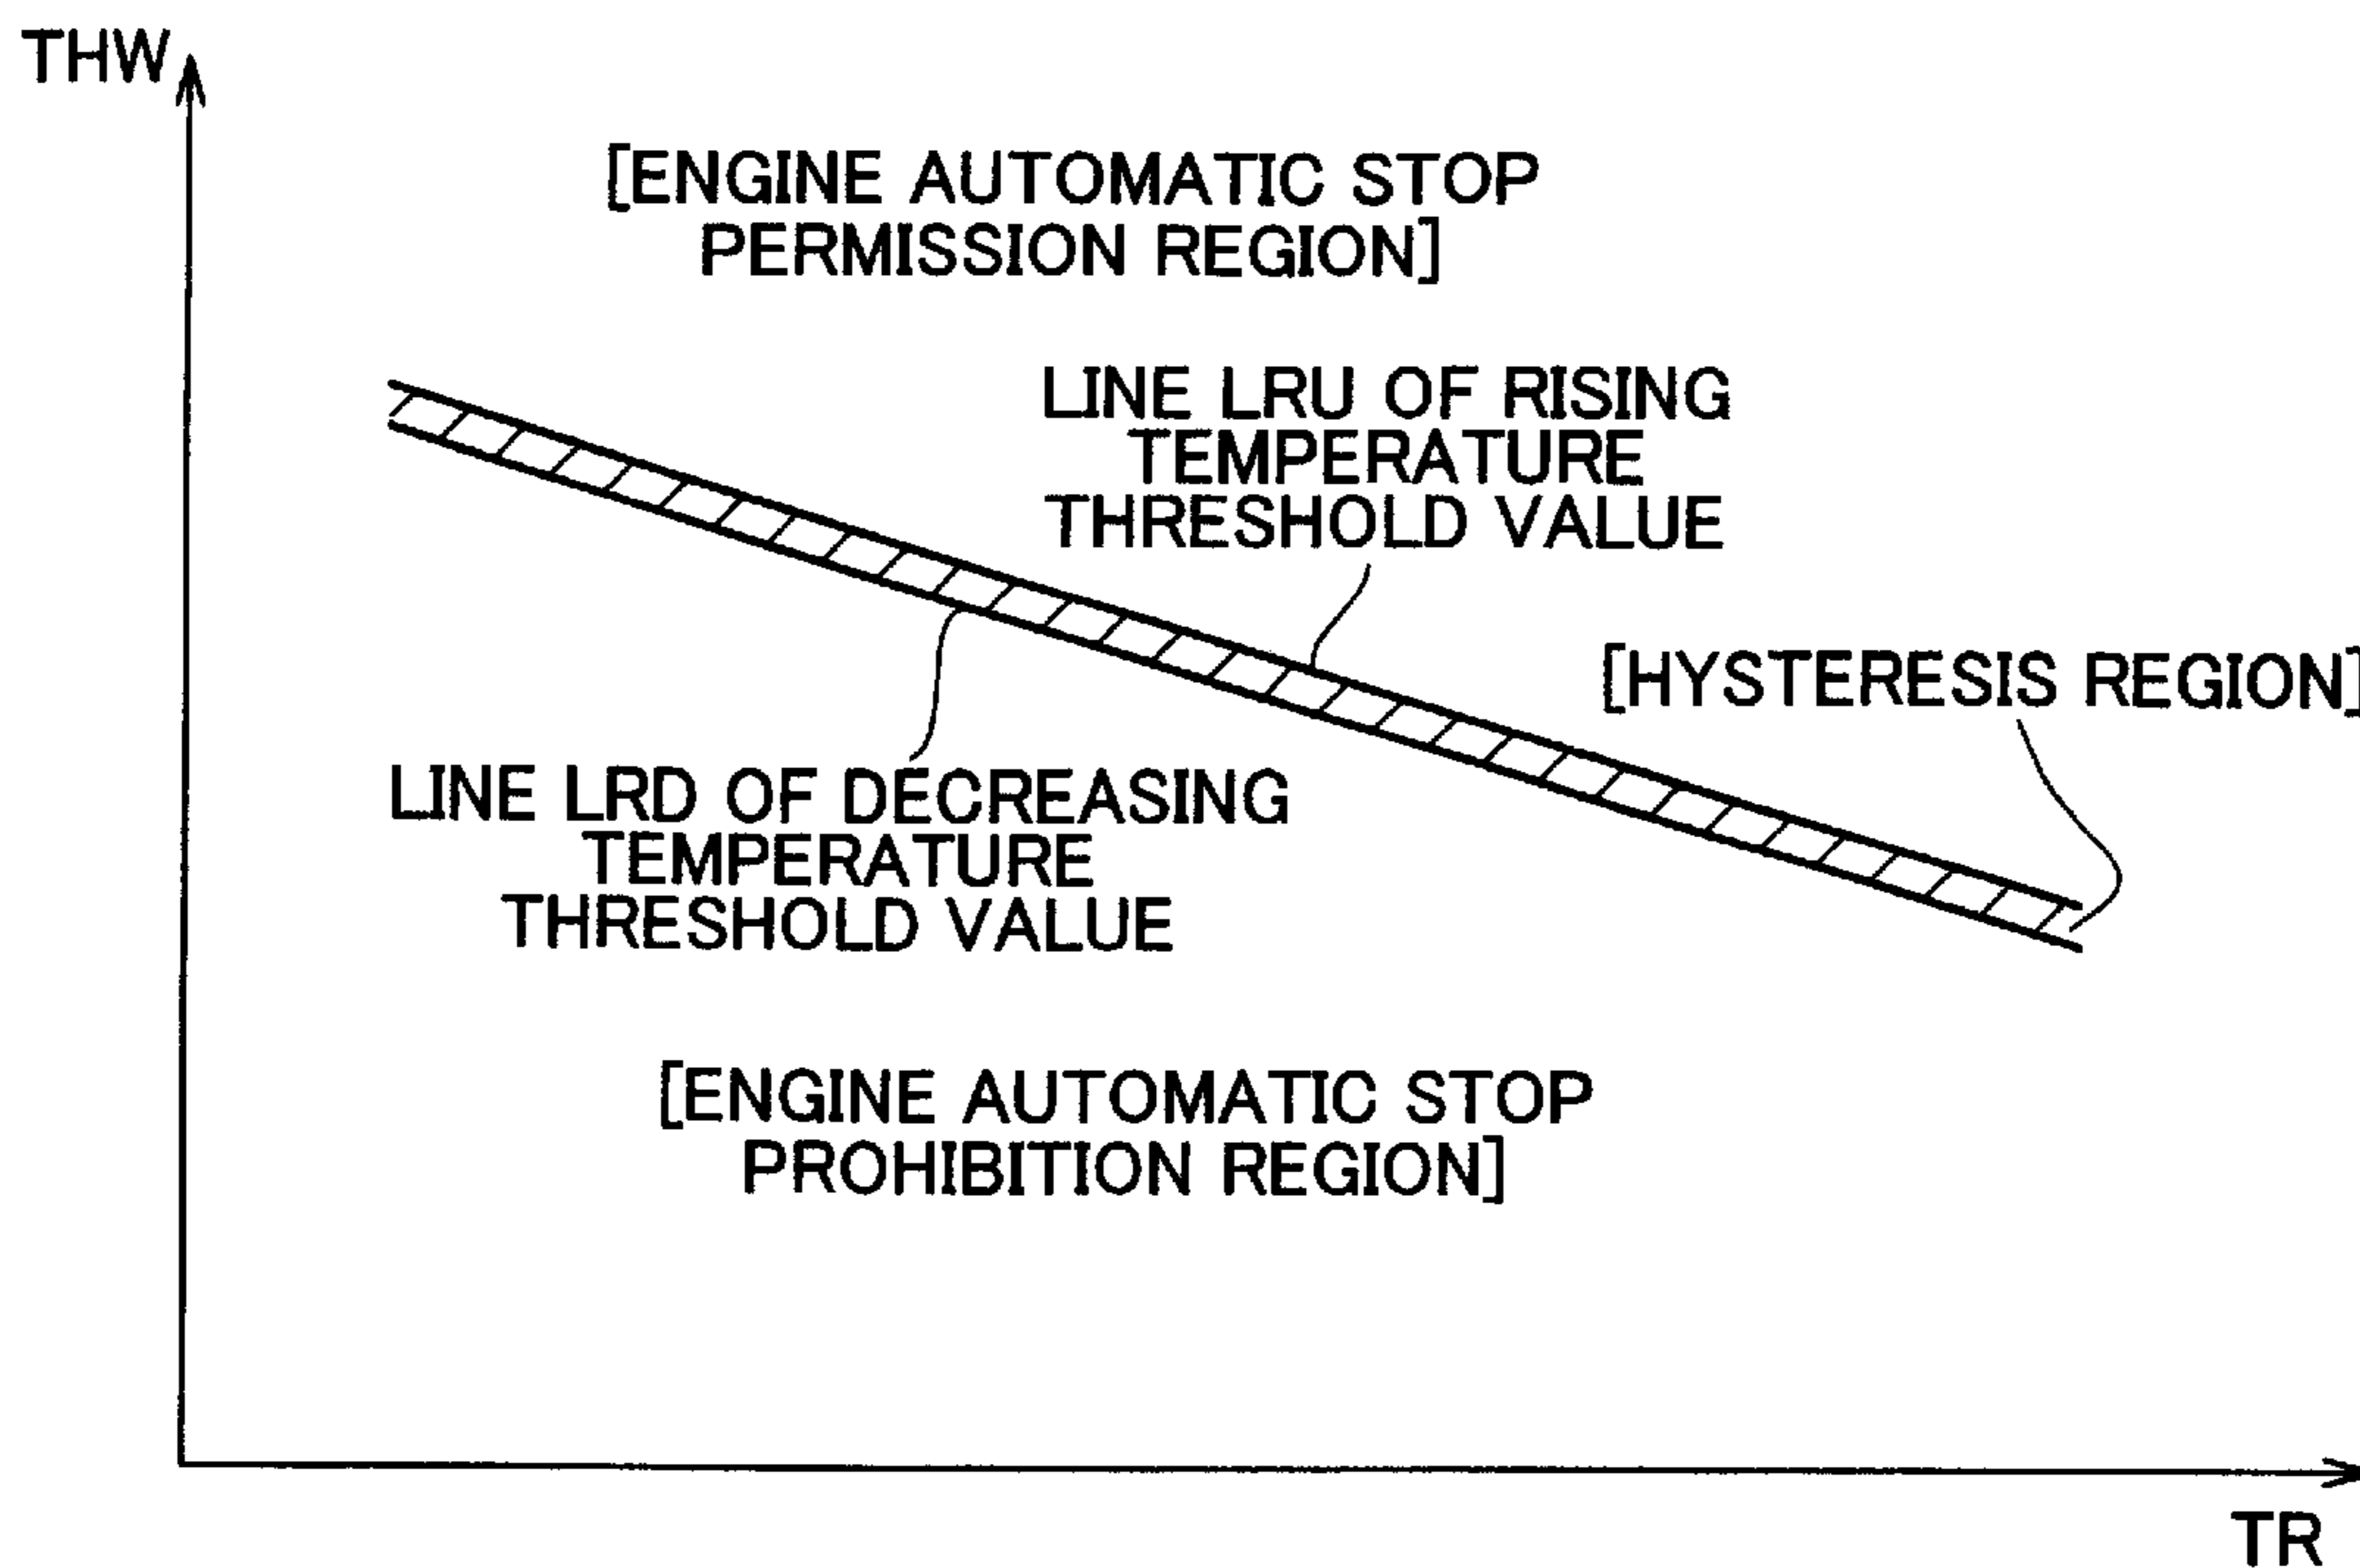 THW
[ENGINE AUTOMATIC STOP
PERMISSION REGION]
LINE LRU OF RISING
TEMPERATURE
THRESHOLD VALUE
[HYSTERESIS REGION]
LINE LRD OF DECREASING
TEMPERATURE
THRESHOLD VALUE
[ENGINE AUTOMATIC STOP
PROHIBITION REGION]
TR